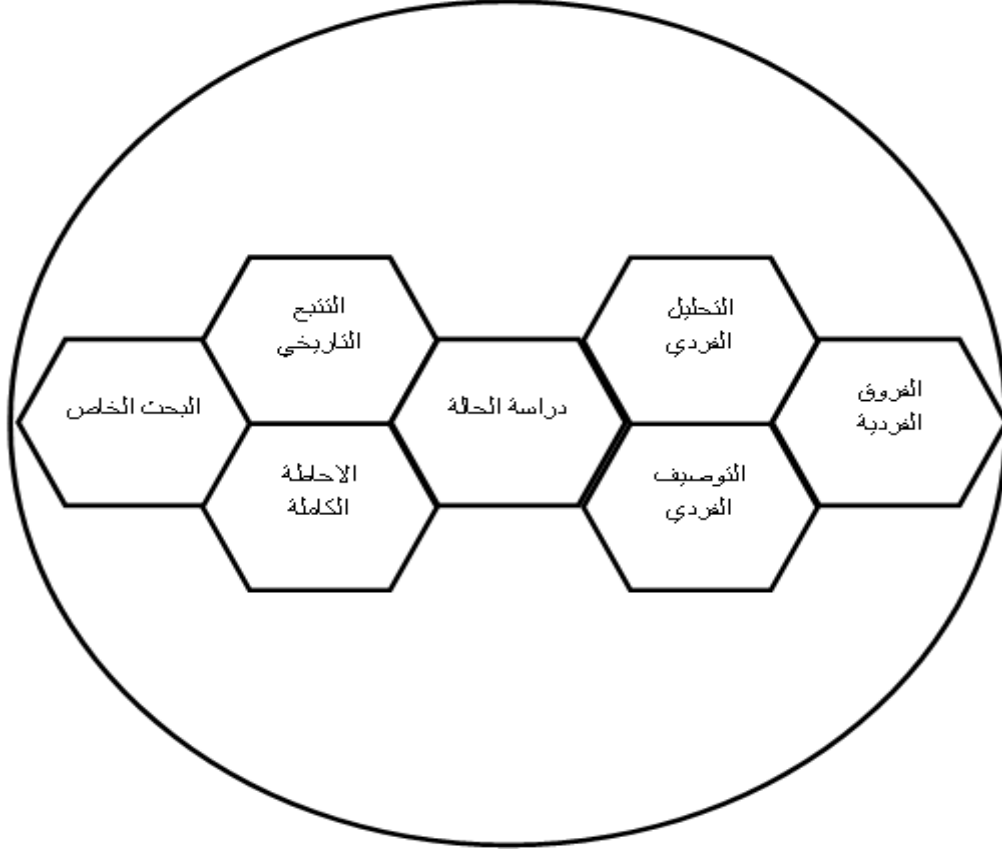 التحليل
الفردي
التتبع
التاريخي
الفروق
الفردية
دراسة الحالة
البحث الخاص
التوصيف
الفردي
الاحاطة
الكاملة